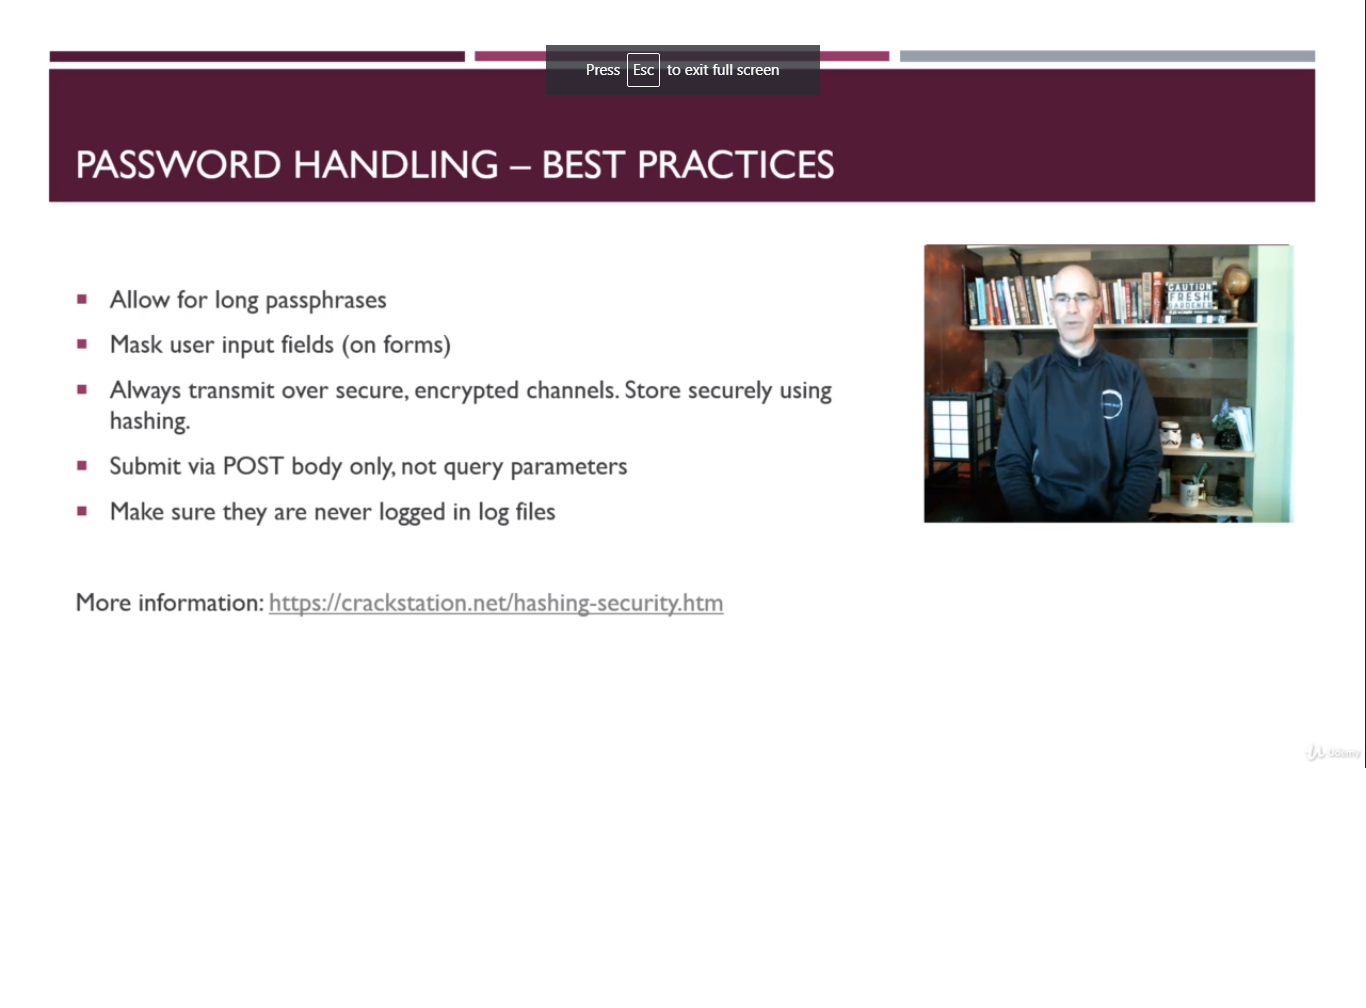 Press Esc to exit full screen
PASSWORD HANDLING – BEST PRACTICES
Allow for long passphrases
Mask user input fields (on forms)
Always transmit over secure, encrypted channels. Store securely using
hashing.
Submit via POST body only, not query parameters
Make sure they are never logged in log files
More information: https://crackstation.net/hashing-security.htm
CAUTION
FRESH
GARDENER
Udemy